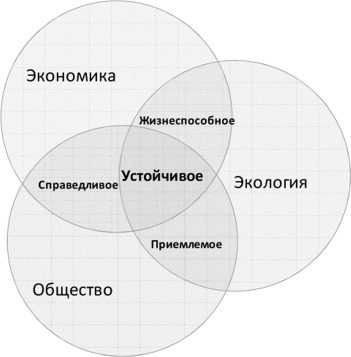 Экономика
Жизнеспособное
Справедливое
Устойчивое
Экология
Приемлемое
Общество